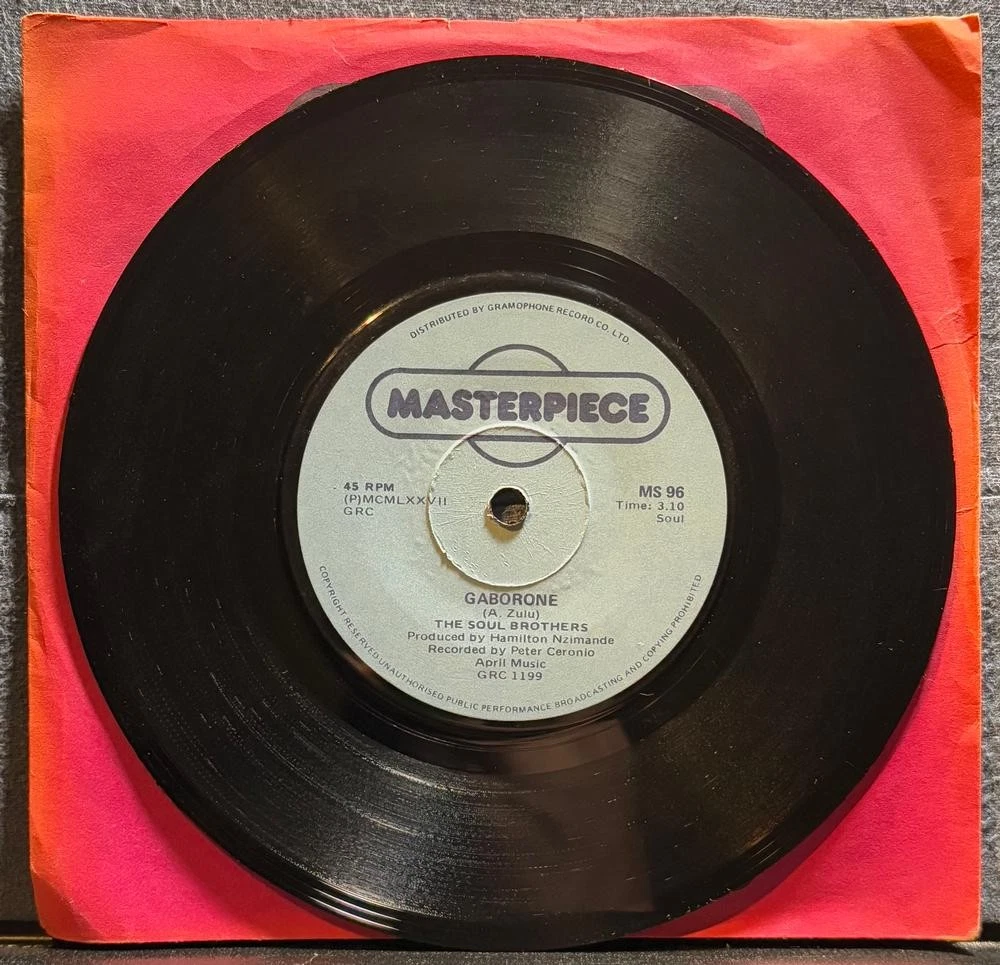 DISTRIBUTED BY GRAMOPHONE RECORD CO. LTD.
MASTERPIECE
45 RPM
(P)MCMLXXVII
GRC
MS 96
Time: 3.10
Soul
GABORONE
(A. Zulu)
THE SOUL BROTHERS
Produced by Hamilton Nzimande
Recorded by Peter Ceronio
April Music
GRC 1199
COPYRIGHT RESERVED UNAUTHORISED PUBLIC PERFORMANCE BROADCASTING AND COPYING PROHIBITED